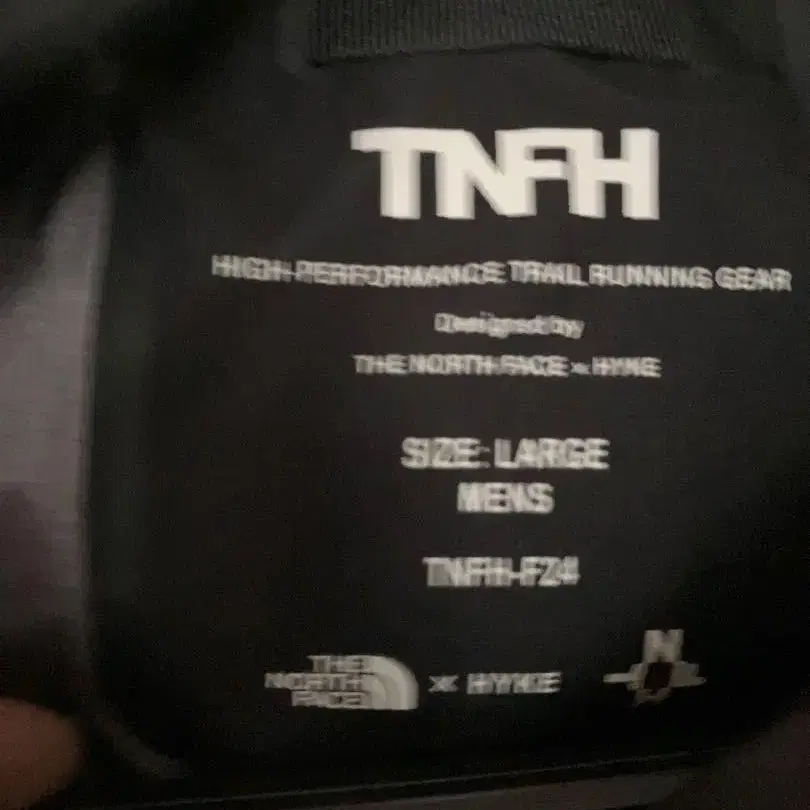 TNFH
HIGH-PERFORMANCE TRAIL RUNNING GEAR
Designed by
THE NORTH FACE × HYKE
SIZE: LARGE
MENS
TNFH-F24
THE
NORTH
FACE
× HYKE
N